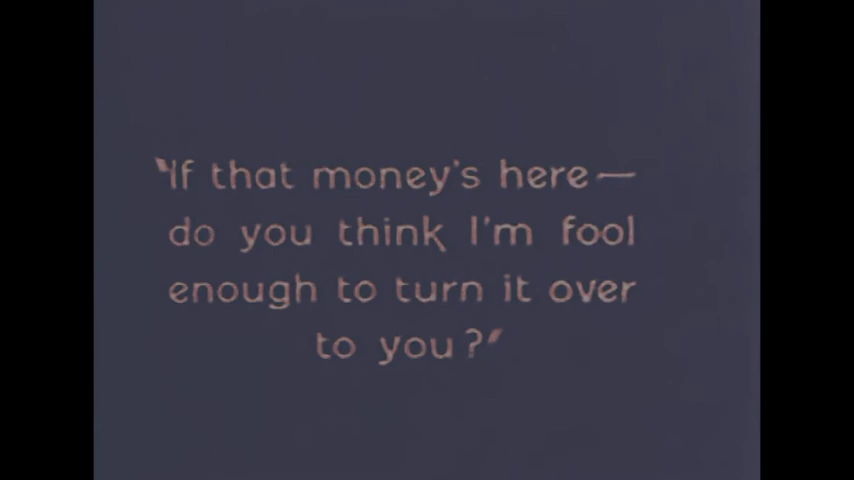 "If that money's here—
do you think I'm fool
enough to turn it over
to you?"